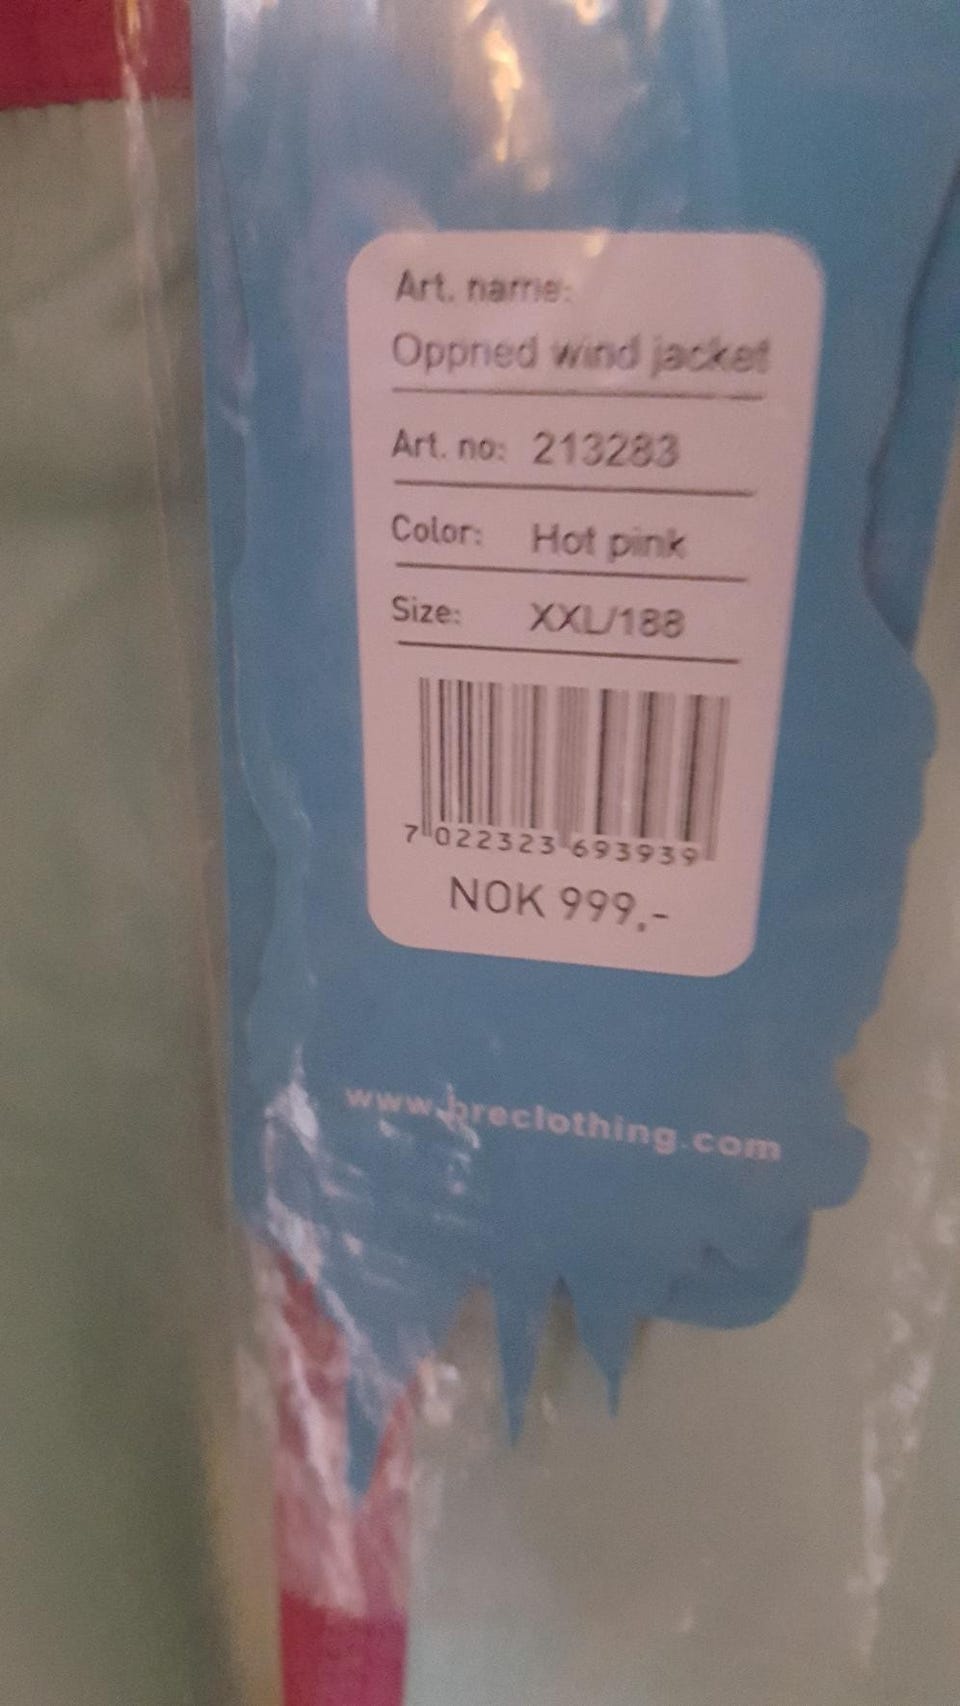 Art. name:
Oppned wind jacket
Art. no: 213283
Color: Hot pink
Size: XXL/188
7 022323 693939
NOK 999,-
www.breclothing.com